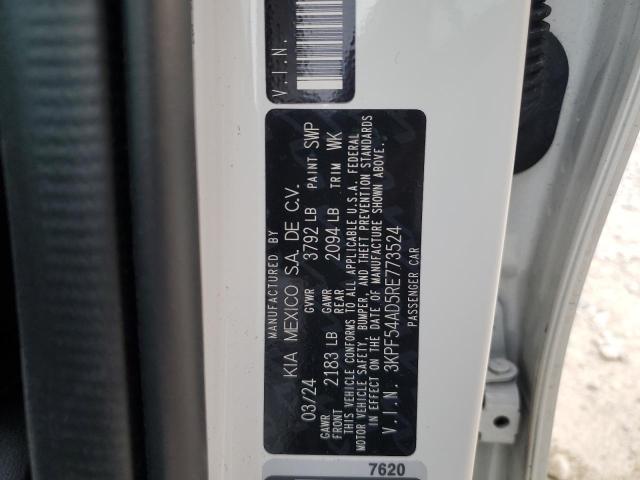 V.I.N.
MANUFACTURED BY
KIA MEXICO S.A. DE C.V.
03/24 GVWR 3792 LB PAINT SWP
GAWR FRONT 2183 LB GAWR REAR 2094 LB TRIM WK
THIS VEHICLE CONFORMS TO ALL APPLICABLE U.S.A. FEDERAL
MOTOR VEHICLE SAFETY, BUMPER, AND THEFT PREVENTION STANDARDS
IN EFFECT ON THE DATE OF MANUFACTURE SHOWN ABOVE.
V.I.N. 3KPF54AD5RE773524
PASSENGER CAR
7620